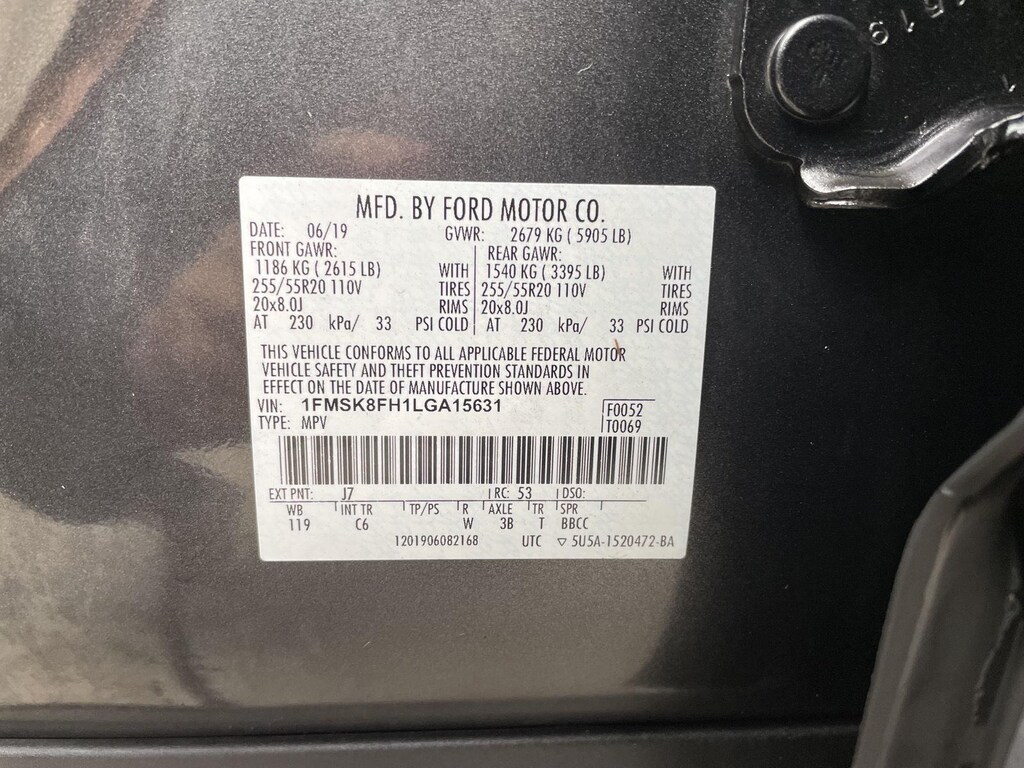 MFD. BY FORD MOTOR CO.
DATE: 06/19 GVWR: 2679 KG ( 5905 LB)
FRONT GAWR: REAR GAWR:
1186 KG ( 2615 LB) WITH 1540 KG ( 3395 LB) WITH
255/55R20 110V TIRES 255/55R20 110V TIRES
20x8.0J RIMS 20x8.0J RIMS
AT 230 kPa/ 33 PSI COLD AT 230 kPa/ 33 PSI COLD
THIS VEHICLE CONFORMS TO ALL APPLICABLE FEDERAL MOTOR
VEHICLE SAFETY AND THEFT PREVENTION STANDARDS IN
EFFECT ON THE DATE OF MANUFACTURE SHOWN ABOVE.
VIN: 1FMSK8FH1LGA15631 F0052
TYPE: MPV T0069
EXT PNT: J7 RC: 53 DSO:
WB INT TR TP/PS R AXLE TR SPR
119 C6 W 3B T BBCC
1201906082168 UTC ▽ 5U5A-1520472-BA